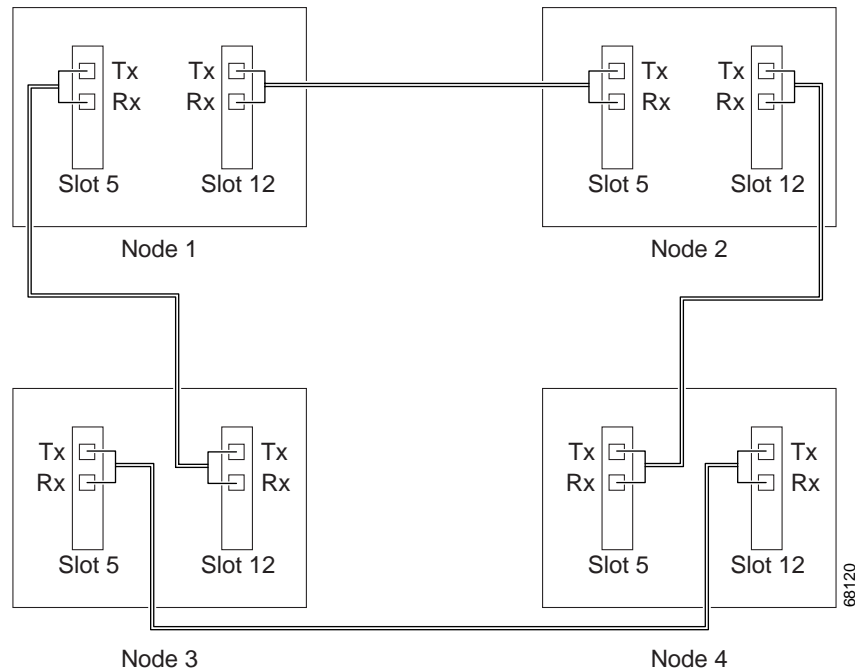 Tx Tx Tx Tx
Rx Rx Rx Rx
Slot 5 Slot 12 Slot 5 Slot 12
Node 1 Node 2
Tx Tx Tx Tx
Rx Rx Rx Rx
Slot 5 Slot 12 Slot 5 Slot 12
68120
Node 3 Node 4